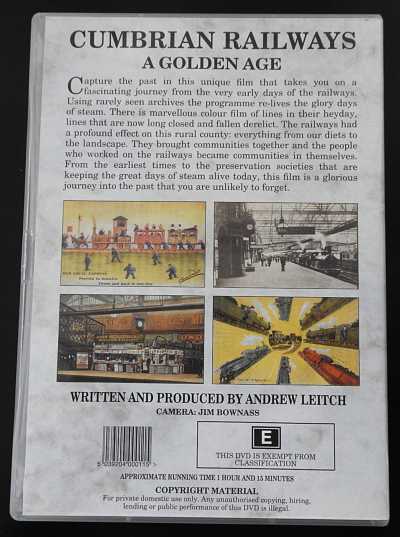 CUMBRIAN RAILWAYS
A GOLDEN AGE
Capture the past in this unique film that takes you on a
fascinating journey from the very early days of the railways.
Using rarely seen archives the programme re-lives the glory days
of steam. There is marvellous colour film of lines in their heyday,
lines that are now long closed and fallen derelict. The railways had
a profound effect on this rural county: everything from our diets to
the landscape. They brought communities together and the people
who worked on the railways became communities in themselves.
From the earliest times to the preservation societies that are
keeping the great days of steam alive today, this film is a glorious
journey into the past that you are unlikely to forget.
WRITTEN AND PRODUCED BY ANDREW LEITCH
CAMERA: JIM BOWNASS
E
THIS DVD IS EXEMPT FROM
CLASSIFICATION
5 039204 000115
APPROXIMATE RUNNING TIME 1 HOUR AND 15 MINUTES
COPYRIGHT MATERIAL
For private domestic use only. Any unauthorised copying, hiring,
lending or public performance of this DVD is illegal.